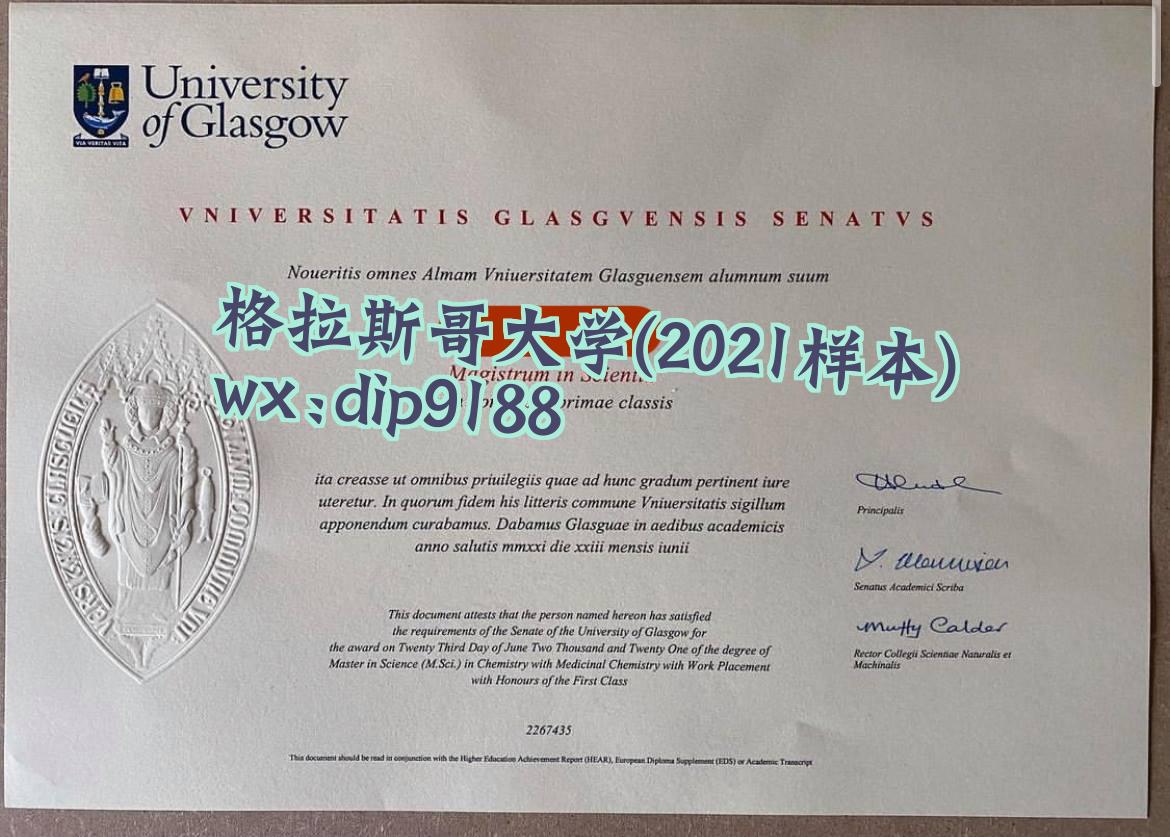 University
of Glasgow
VIA VERITAS VITA
VNIVERSITATIS GLASGVENSIS SENATVS
Noueritis omnes Almam Vniuersitatem Glasguensem alumnum suum
格拉斯哥大学(2021样本)
Magistrum in
wx:dip9188
primae classis
ita creasse ut omnibus priuilegiis quae ad hunc gradum pertinent iure
uteretur. In quorum fidem his litteris commune Vniuersitatis sigillum
apponendum curabamus. Dabamus Glasguae in aedibus academicis
anno salutis mmxxi die xxiii mensis iunii
Principalis
Senatus Academici Scriba
Muffy Calder
Rector Collegii Scientiae Naturalis et
Machinalis
This document attests that the person named hereon has satisfied
the requirements of the Senate of the University of Glasgow for
the award on Twenty Third Day of June Two Thousand and Twenty One of the degree of
Master in Science (M.Sci.) in Chemistry with Medicinal Chemistry with Work Placement
with Honours of the First Class
2267435
This document should be read in conjunction with the Higher Education Achievement Report (HEAR), European Diploma Supplement (EDS) or Academic Transcript